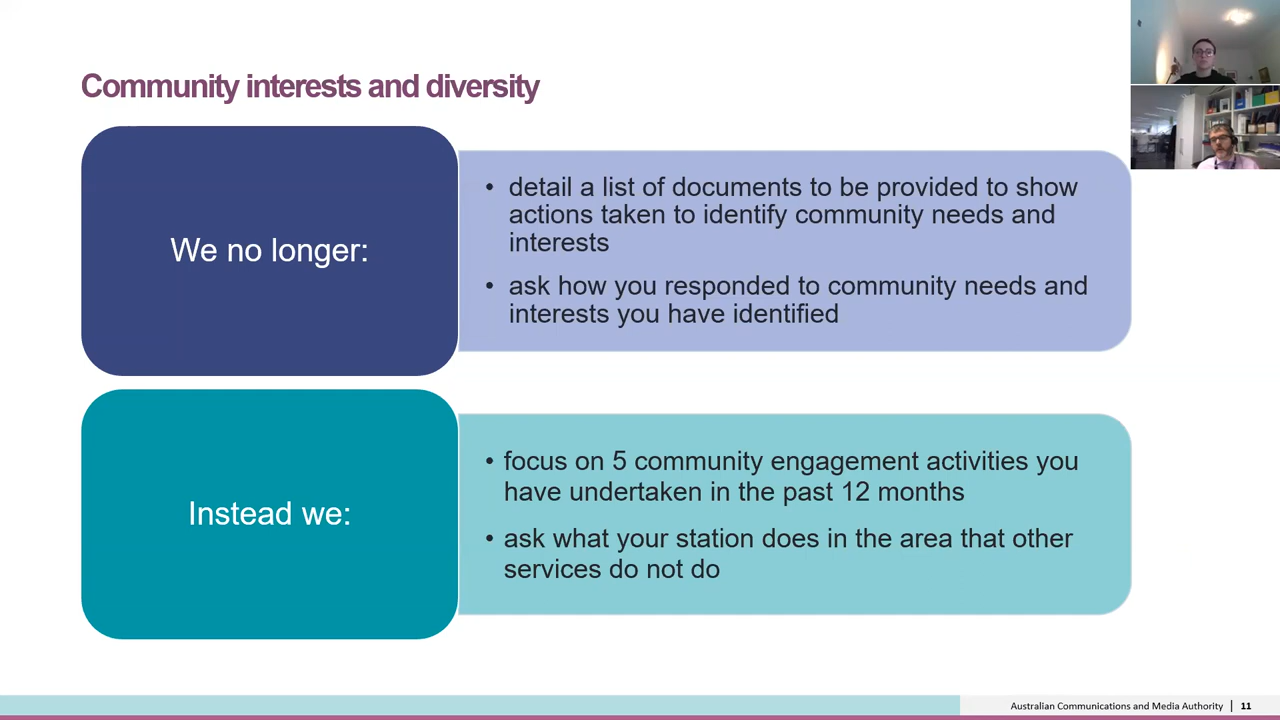 Community interests and diversity
We no longer:
• detail a list of documents to be provided to show
actions taken to identify community needs and
interests
• ask how you responded to community needs and
interests you have identified
Instead we:
• focus on 5 community engagement activities you
have undertaken in the past 12 months
• ask what your station does in the area that other
services do not do
Australian Communications and Media Authority | 11